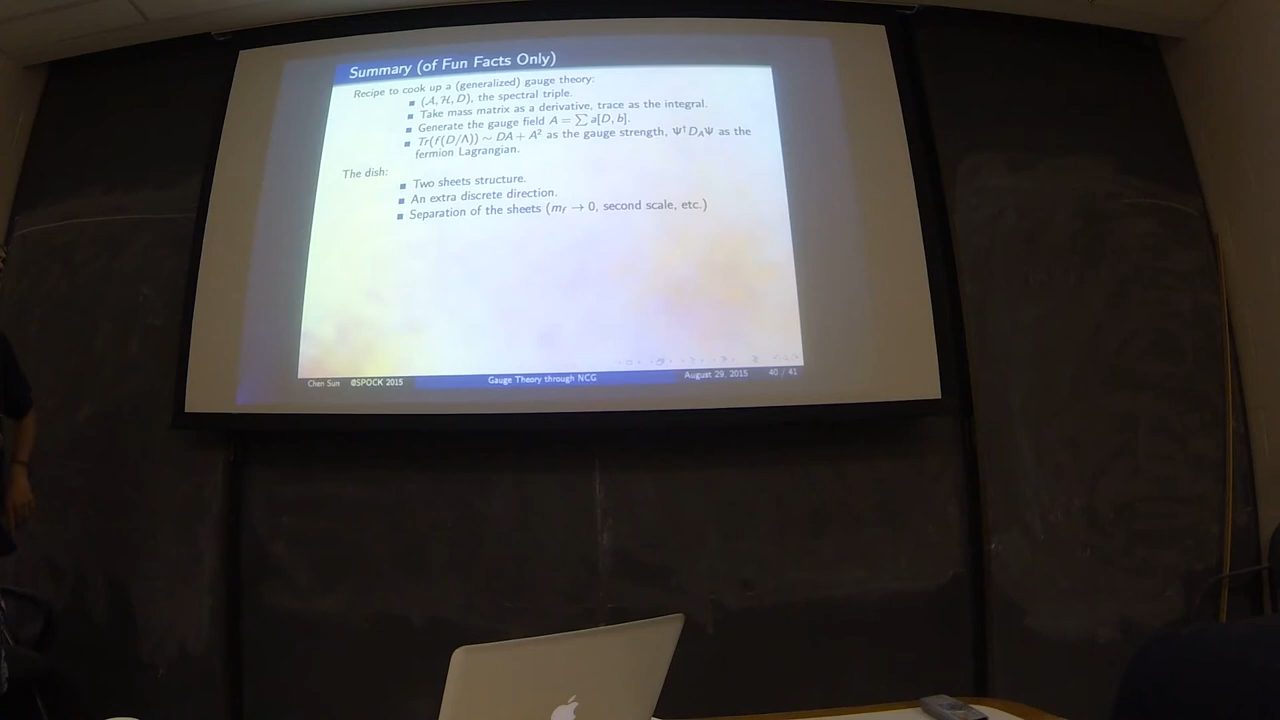 Summary (of Fun Facts Only)
Recipe to cook up a (generalized) gauge theory:
(𝒜, ℋ, D), the spectral triple.
Take mass matrix as a derivative, trace as the integral.
Generate the gauge field A = ∑ a[D, b].
Tr(f(D/Λ)) ∼ DA + A² as the gauge strength, Ψ†D_AΨ as the
fermion Lagrangian.
The dish:
Two sheets structure.
An extra discrete direction.
Separation of the sheets (m_f → 0, second scale, etc.)
Chen Sun @SPOCK 2015 Gauge Theory through NCG August 29, 2015 40 / 41